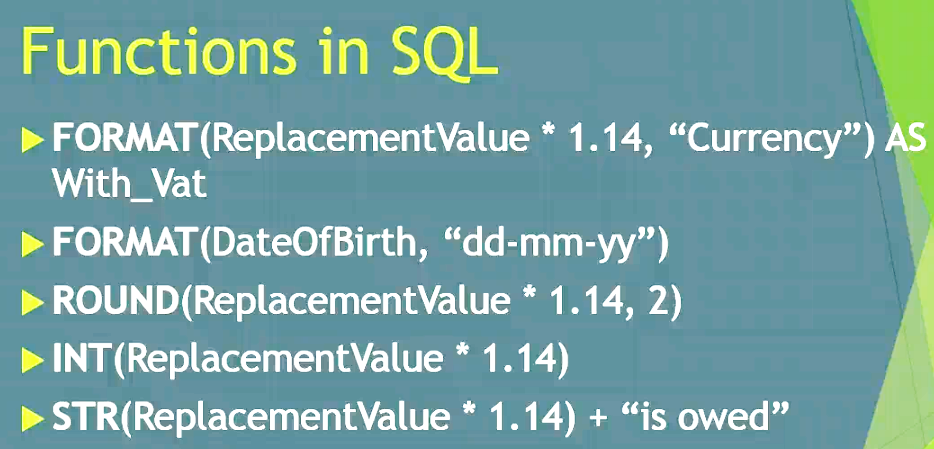 Functions in SQL
FORMAT(ReplacementValue * 1.14, “Currency”) AS
With_Vat
FORMAT(DateOfBirth, “dd-mm-yy”)
ROUND(ReplacementValue * 1.14, 2)
INT(ReplacementValue * 1.14)
STR(ReplacementValue * 1.14) + “is owed”